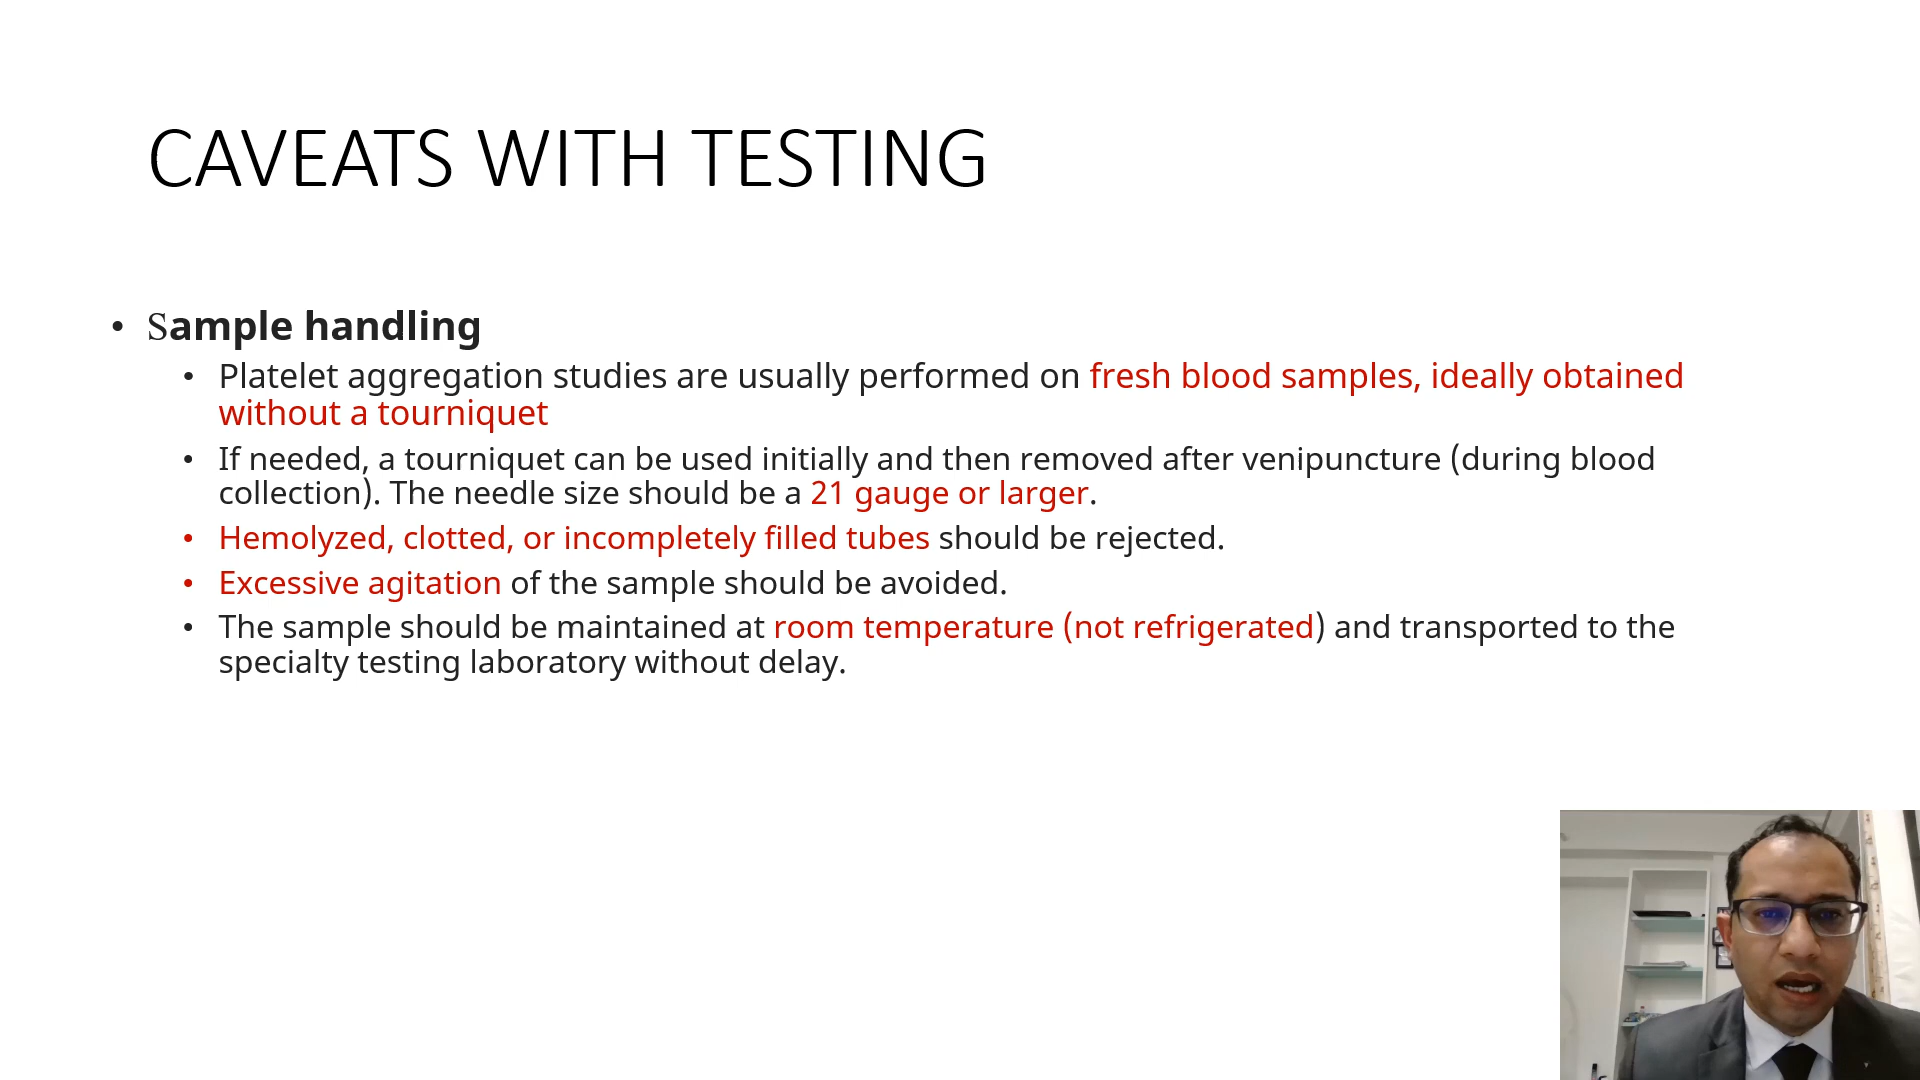 CAVEATS WITH TESTING
• Sample handling
• Platelet aggregation studies are usually performed on fresh blood samples, ideally obtained
without a tourniquet
• If needed, a tourniquet can be used initially and then removed after venipuncture (during blood
collection). The needle size should be a 21 gauge or larger.
• Hemolyzed, clotted, or incompletely filled tubes should be rejected.
• Excessive agitation of the sample should be avoided.
• The sample should be maintained at room temperature (not refrigerated) and transported to the
specialty testing laboratory without delay.